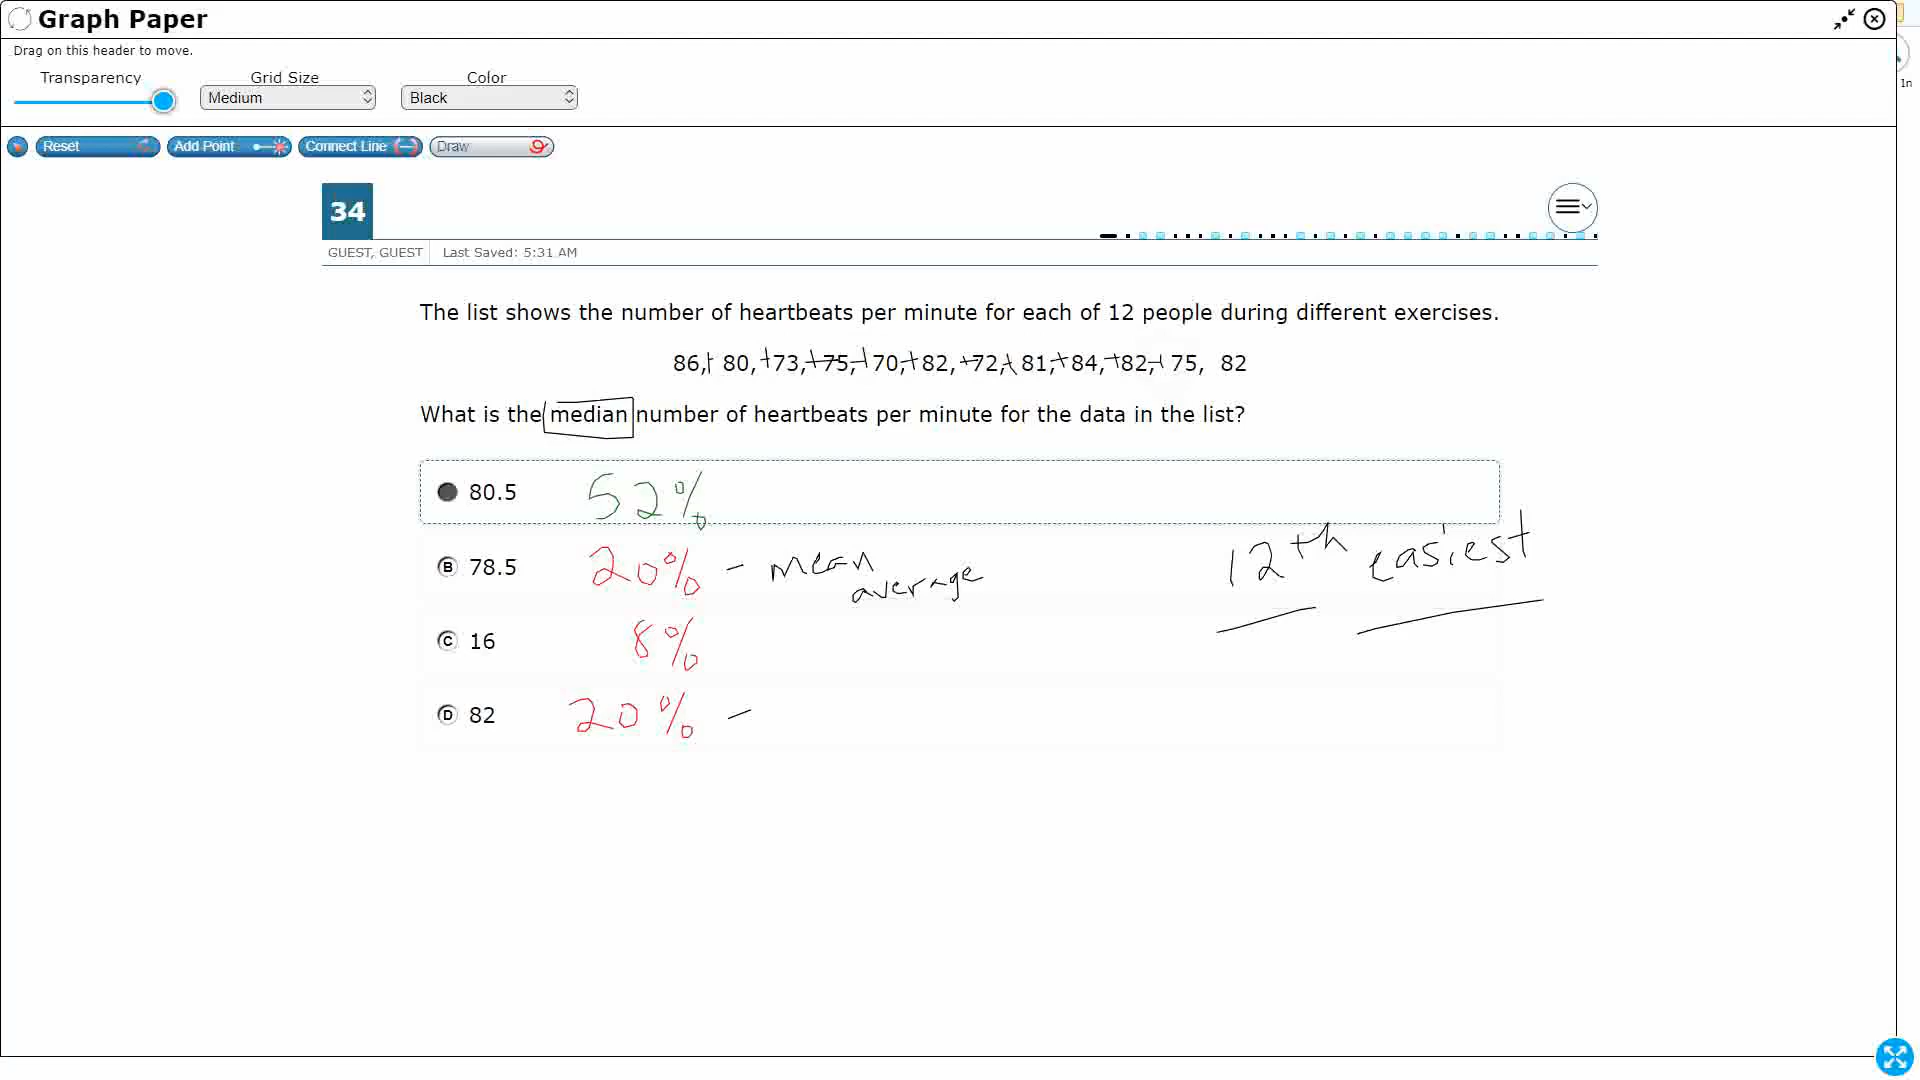 Graph Paper
Drag on this header to move.
Transparency Grid Size Color
Medium Black
Reset Add Point Connect Line Draw
34
GUEST, GUEST Last Saved: 5:31 AM
The list shows the number of heartbeats per minute for each of 12 people during different exercises.
86, 80, 73, 75, 70, 82, 72, 81, 84, 82, 75, 82
What is the median number of heartbeats per minute for the data in the list?
80.5 52%
B 78.5 20% - mean average
12th easiest
C 16 8%
D 82 20% -